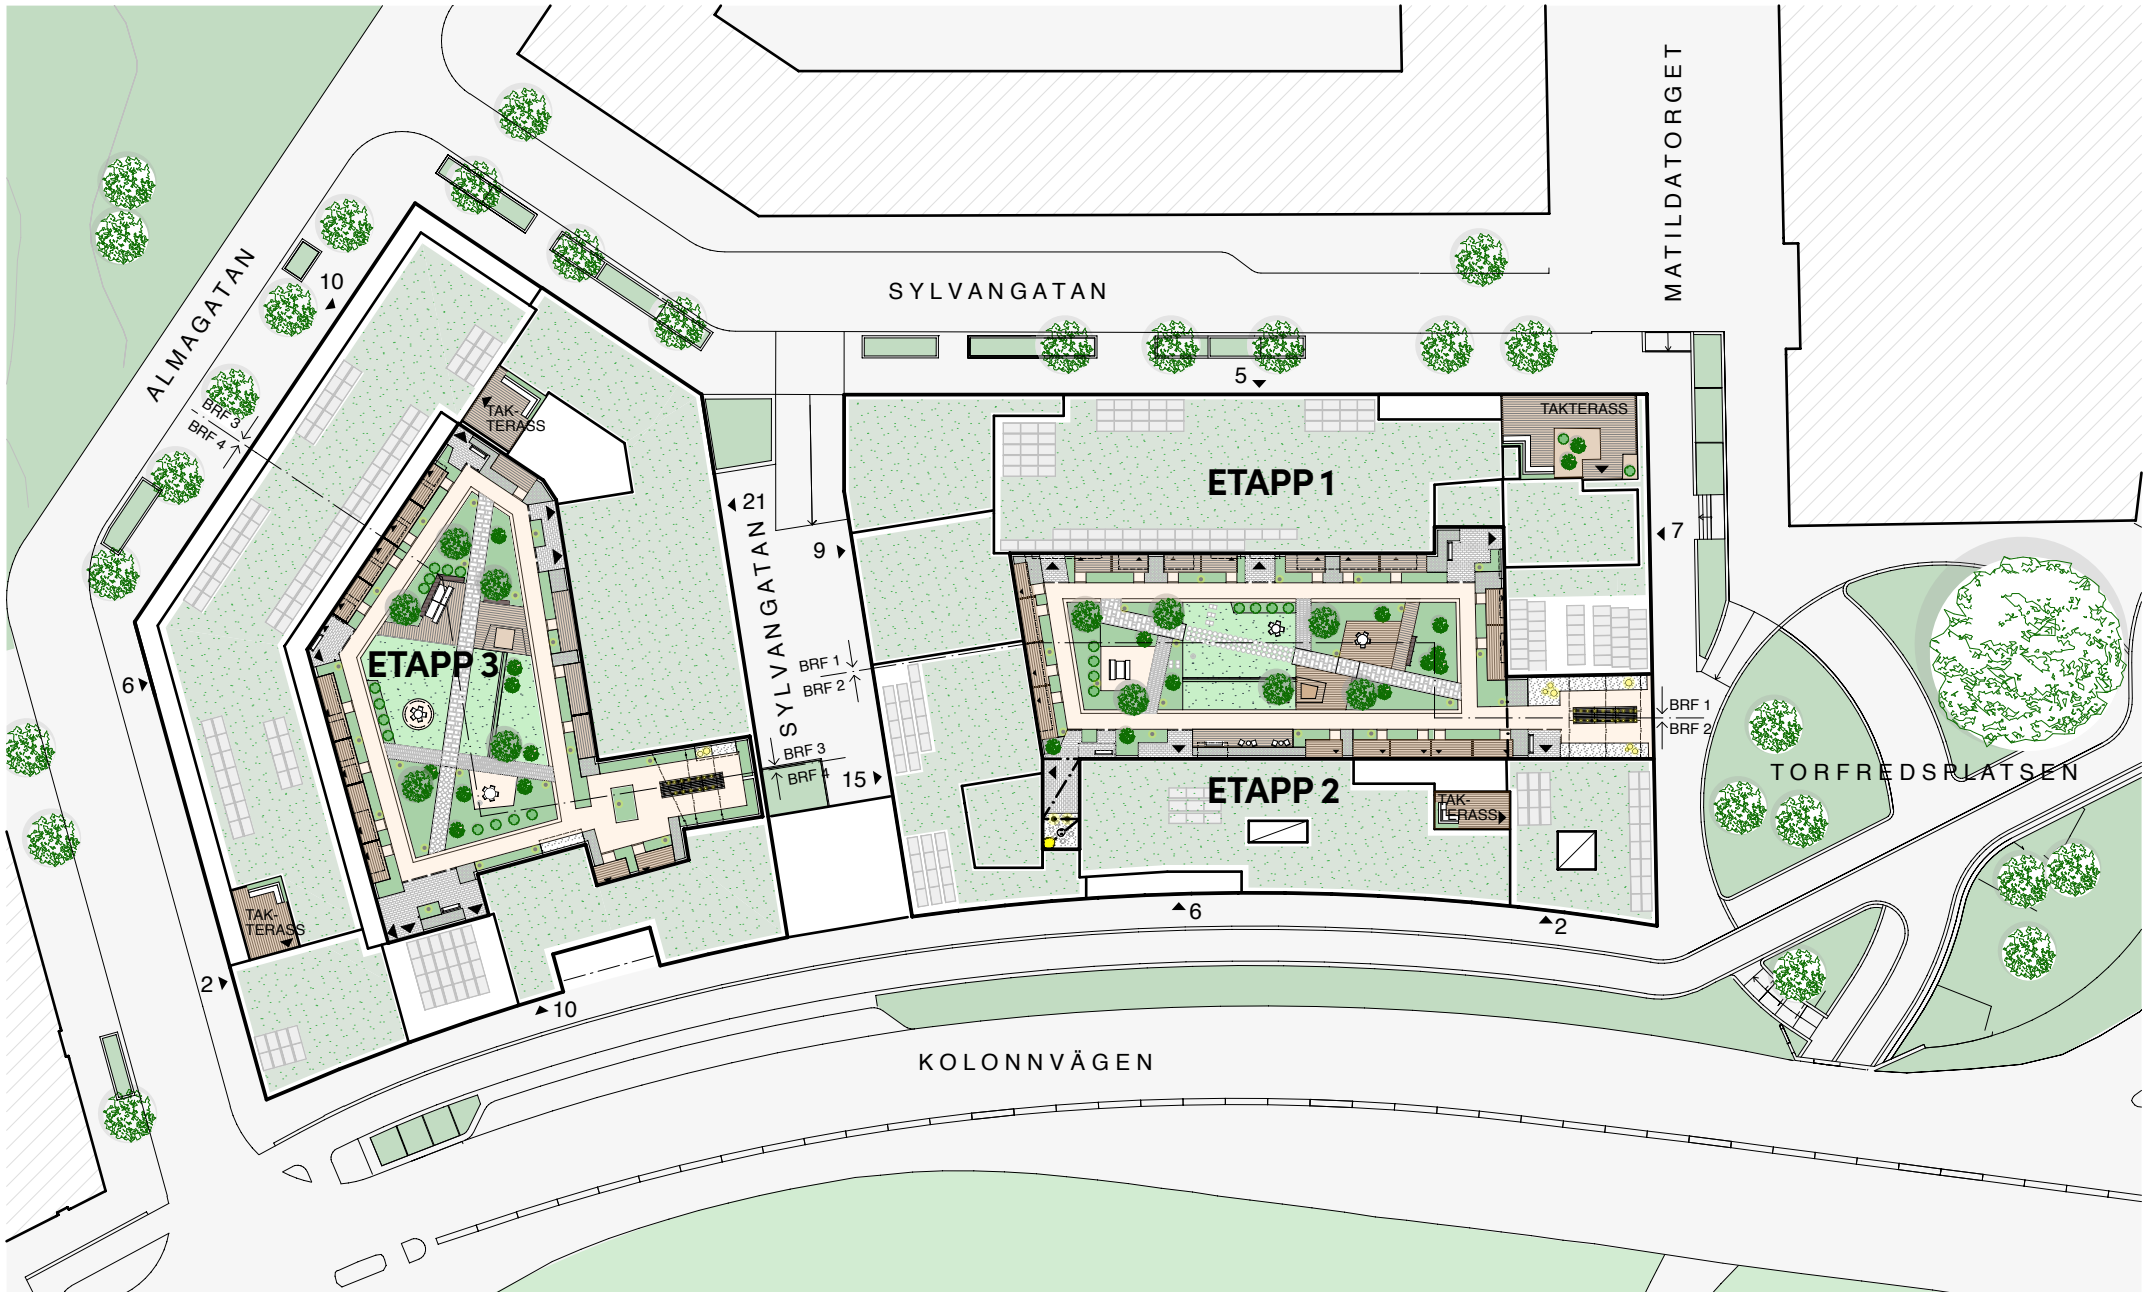 MATILDATORGET
ALMAGATAN
10
SYLVANGATAN
5
BRF 3
BRF 4
TAK-
TERASS
TAKTERASS
ETAPP 1
21
7
SYLVANGATAN
9
ETAPP 3
6
BRF 1
BRF 2
BRF 1
BRF 2
BRF 3
BRF 4
15
TORFREDSPLATSEN
ETAPP 2
TAK-
TERASS
TAK-
TERASS
6
2
2
10
KOLONNVÄGEN